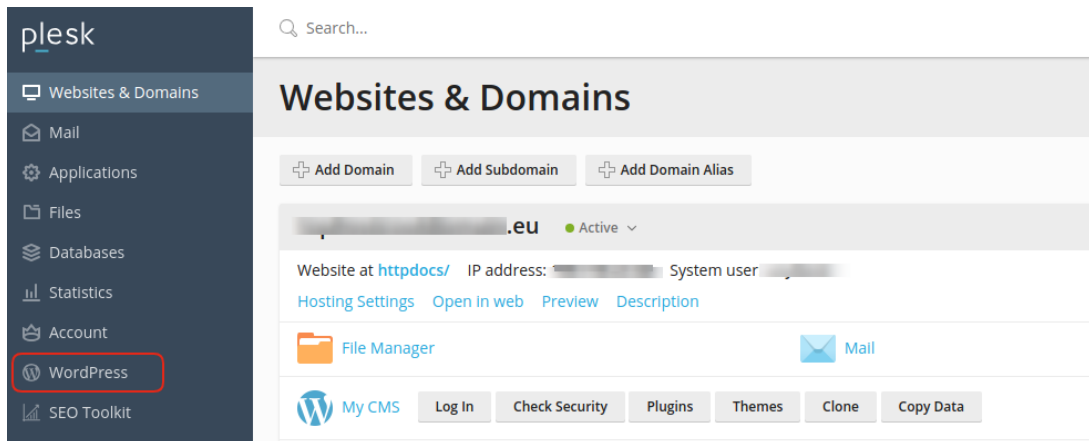 plesk
Websites & Domains
Mail
Applications
Files
Databases
Statistics
Account
WordPress
SEO Toolkit
Search...
Websites & Domains
Add Domain Add Subdomain Add Domain Alias
.eu Active
Website at httpdocs/ IP address: System user
Hosting Settings Open in web Preview Description
File Manager Mail
My CMS Log In Check Security Plugins Themes Clone Copy Data